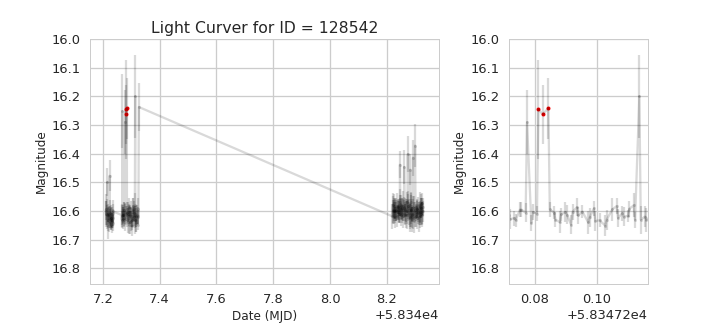 Light Curver for ID = 128542
16.0
16.1
16.2
16.3
16.4
16.5
16.6
16.7
16.8
Magnitude
7.2 7.4 7.6 7.8 8.0 8.2
Date (MJD)
+5.834e4
16.0
16.1
16.2
16.3
16.4
16.5
16.6
16.7
16.8
Magnitude
0.08 0.10
+5.83472e4